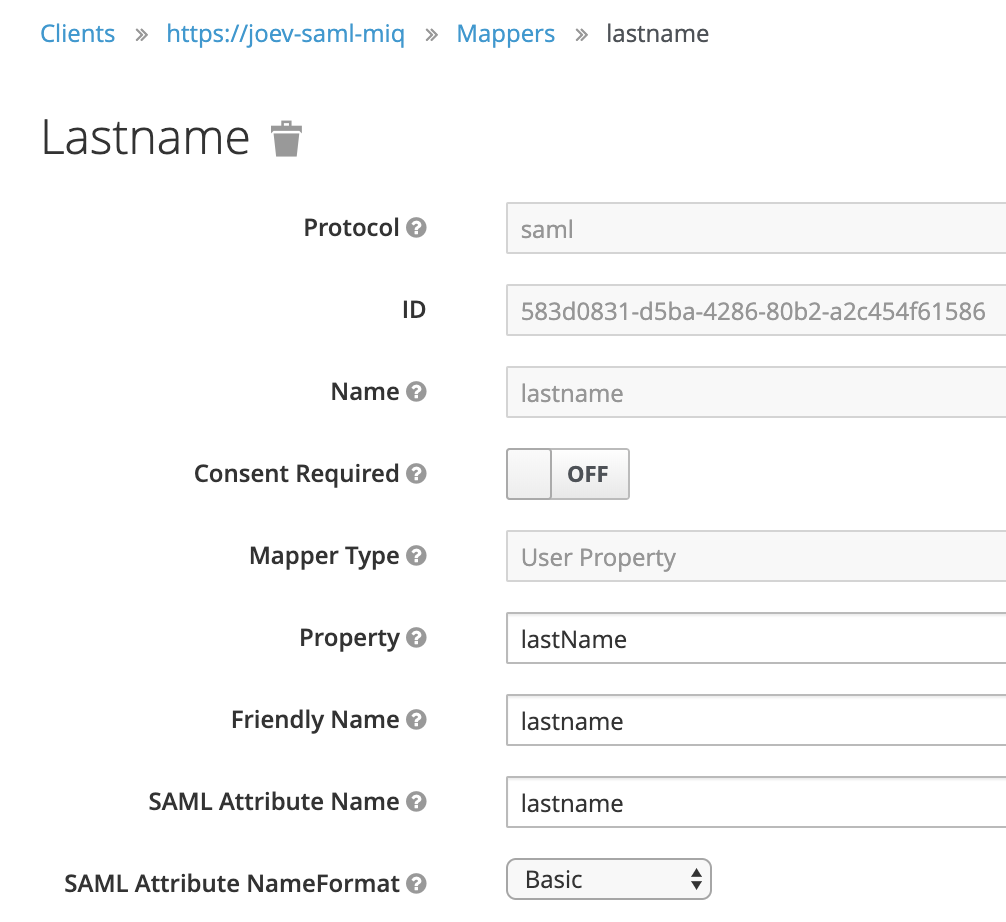 Clients » https://joev-saml-miq » Mappers » lastname
Lastname
Protocol ? saml
ID 583d0831-d5ba-4286-80b2-a2c454f61586
Name ? lastname
Consent Required ? OFF
Mapper Type ? User Property
Property ? lastName
Friendly Name ? lastname
SAML Attribute Name ? lastname
SAML Attribute NameFormat ? Basic